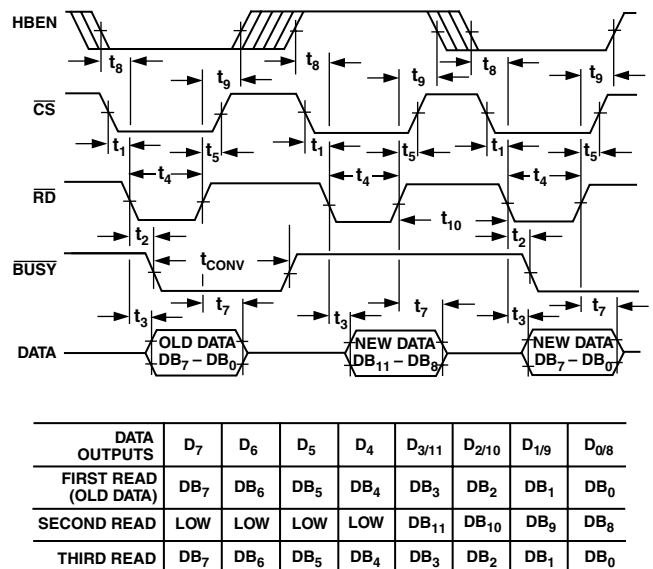 HBEN
t8 t9 t8 t9 t8 t9
CS
t1 t5 t1 t5 t1 t5
t4 t4 t4
RD
t2 t10 t2
BUSY
tCONV
t3 t7 t3 t7 t3 t7
DATA
OLD DATA NEW DATA NEW DATA
DB7 – DB0 DB11 – DB8 DB7 – DB0
DATA OUTPUTS D7 D6 D5 D4 D3/11 D2/10 D1/9 D0/8
FIRST READ (OLD DATA) DB7 DB6 DB5 DB4 DB3 DB2 DB1 DB0
SECOND READ LOW LOW LOW LOW DB11 DB10 DB9 DB8
THIRD READ DB7 DB6 DB5 DB4 DB3 DB2 DB1 DB0